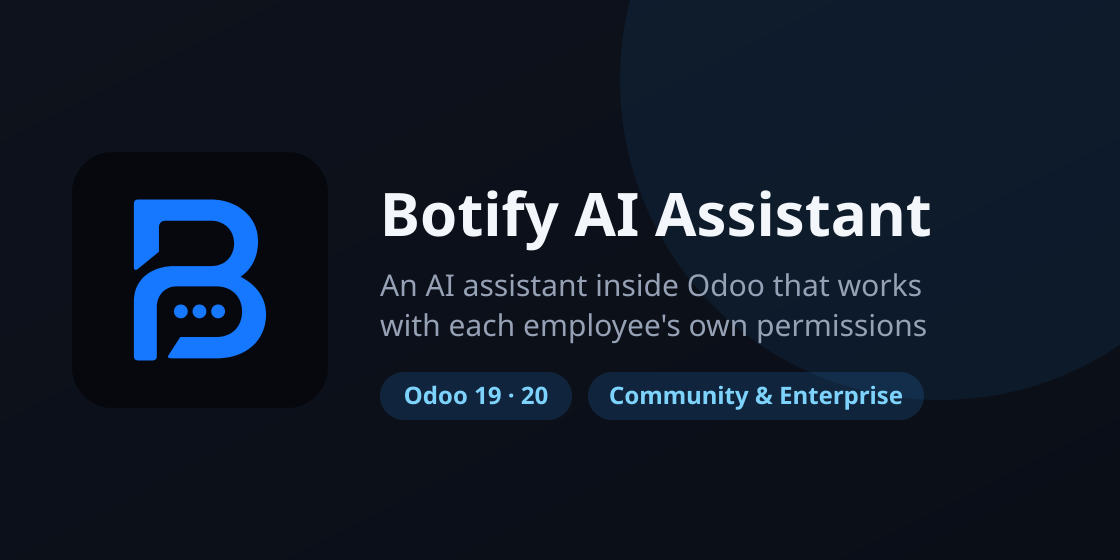 Botify AI Assistant
An AI assistant inside Odoo that works
with each employee's own permissions
Odoo 19 · 20
Community & Enterprise